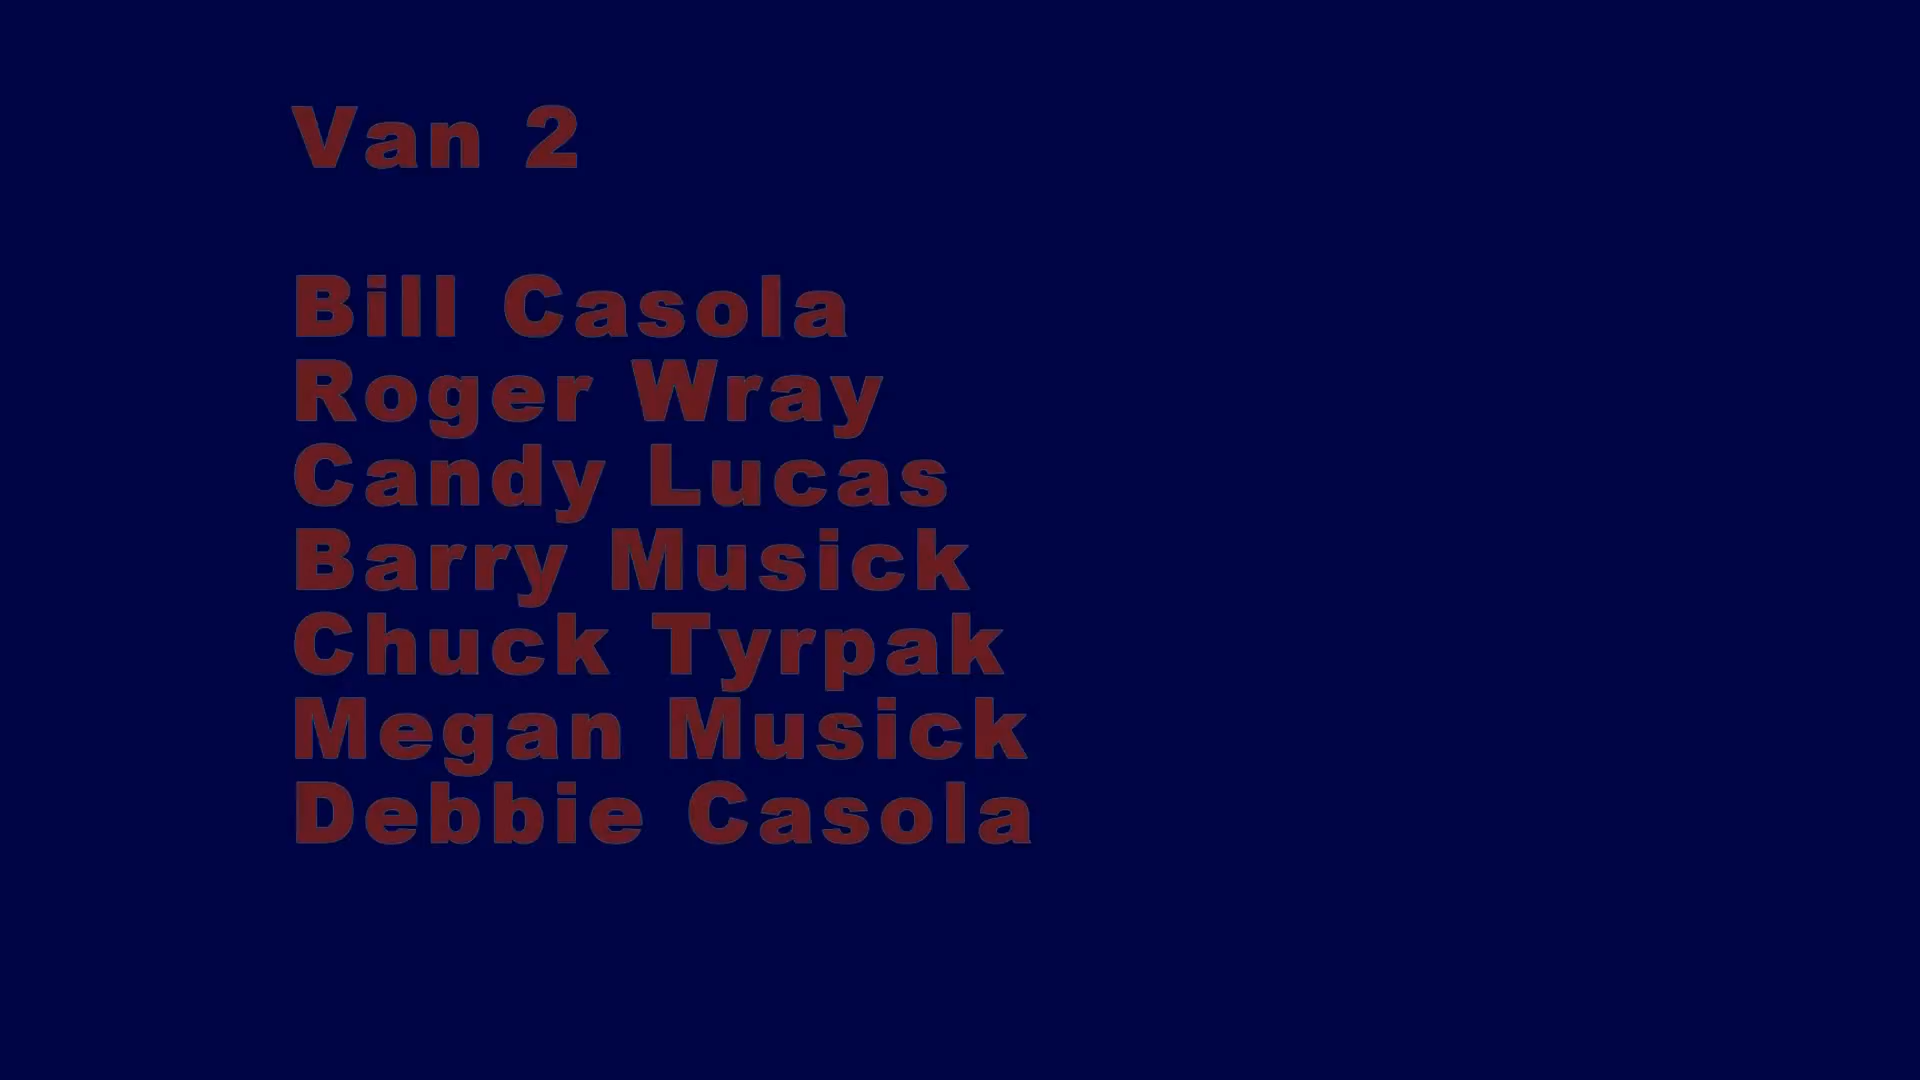 Van 2
Bill Casola
Roger Wray
Candy Lucas
Barry Musick
Chuck Tyrpak
Megan Musick
Debbie Casola